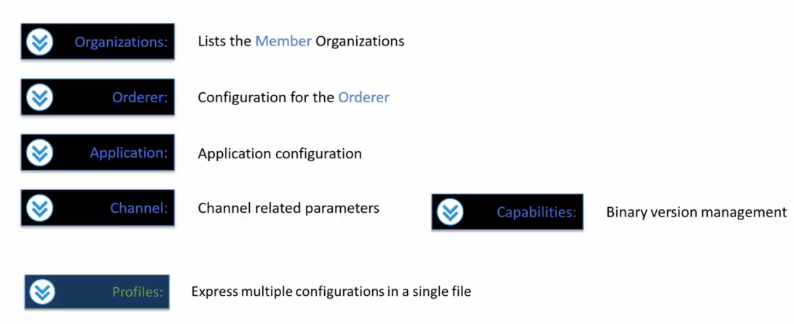 Organizations: Lists the Member Organizations
Orderer: Configuration for the Orderer
Application: Application configuration
Channel: Channel related parameters
Capabilities: Binary version management
Profiles: Express multiple configurations in a single file